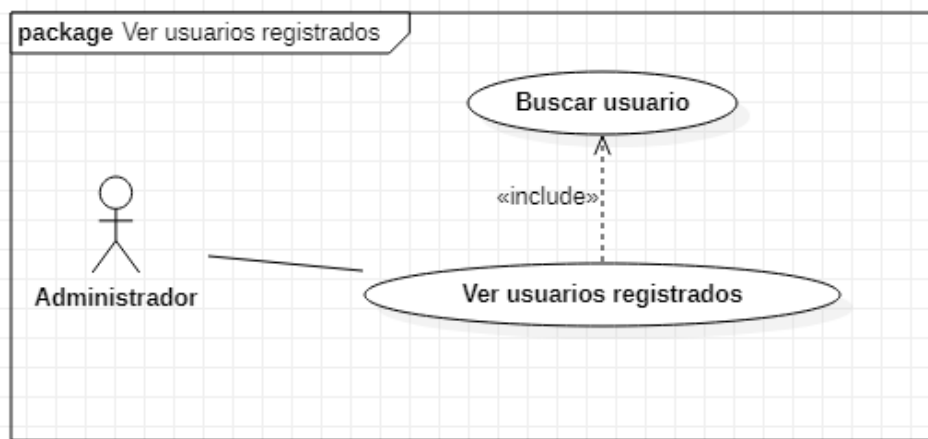 package Ver usuarios registrados
Buscar usuario
«include»
Administrador
Ver usuarios registrados